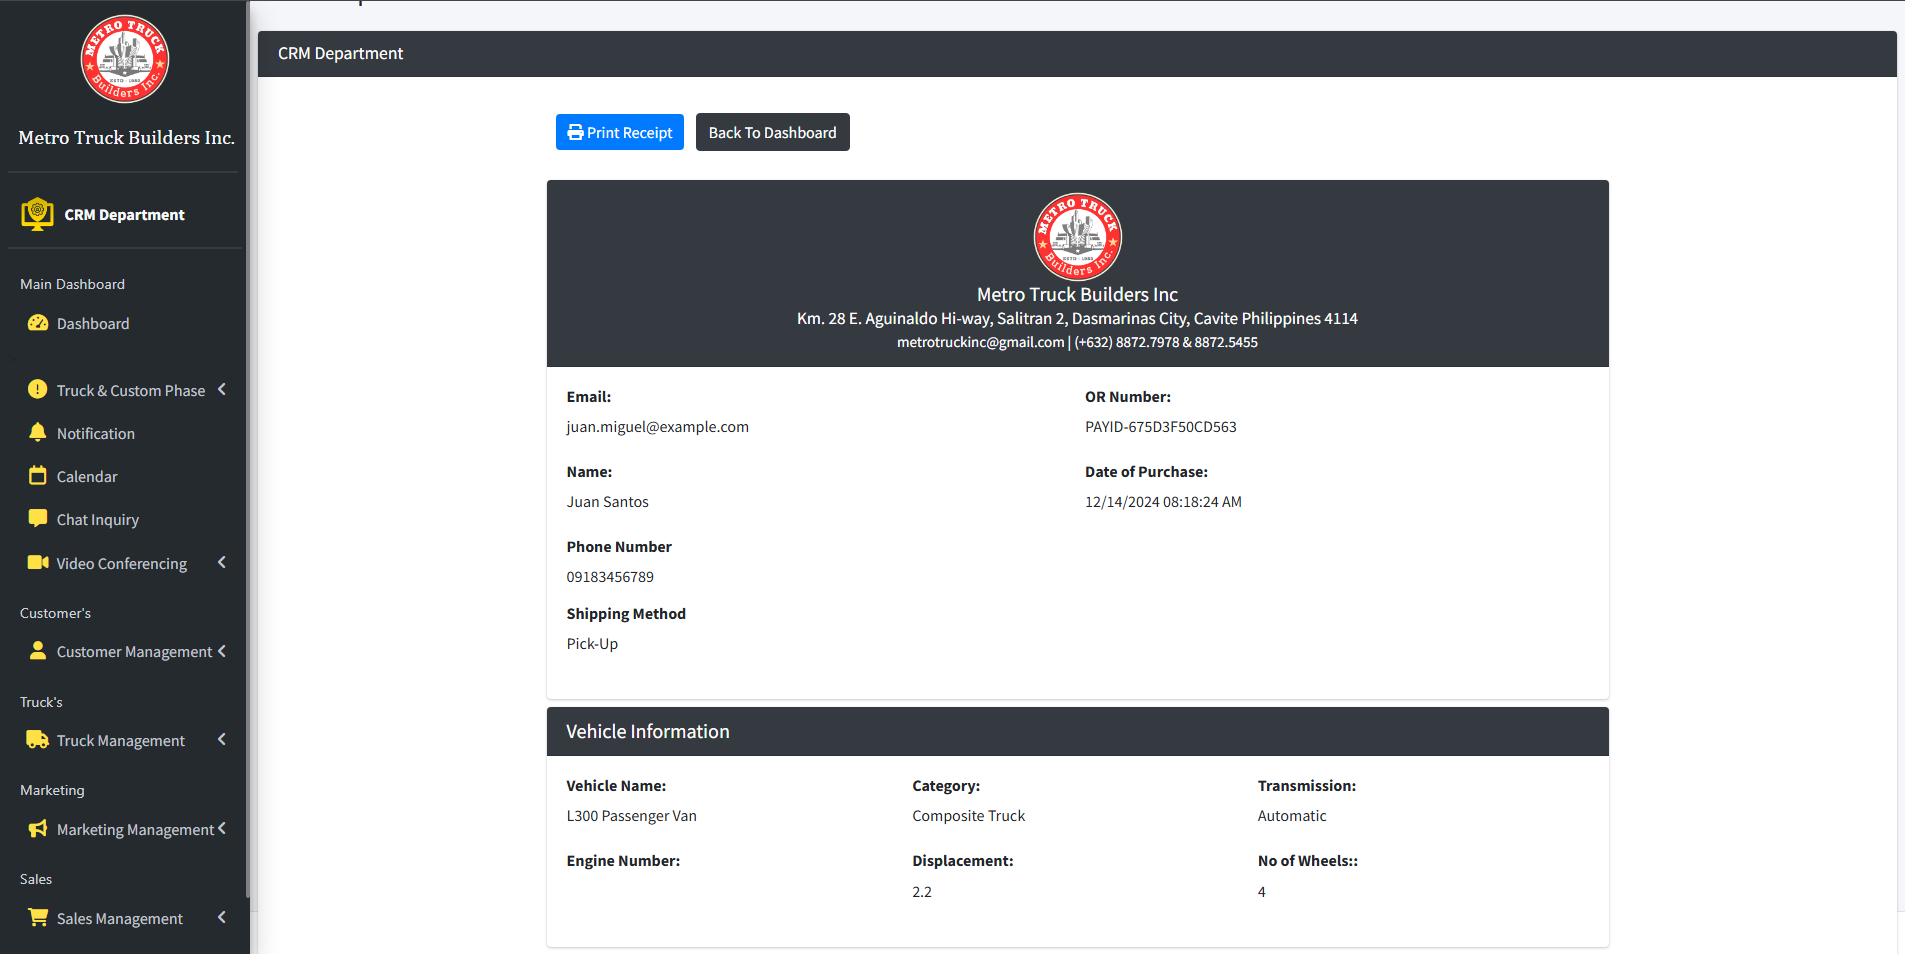 METRO TRUCK
ESTD - 1980
Builders Inc.
Metro Truck Builders Inc.
CRM Department
Main Dashboard
Dashboard
Truck & Custom Phase
Notification
Calendar
Chat Inquiry
Video Conferencing
Customer's
Customer Management
Truck's
Truck Management
Marketing
Marketing Management
Sales
Sales Management
CRM Department
Print Receipt
Back To Dashboard
METRO TRUCK
Builders Inc.
Metro Truck Builders Inc
Km. 28 E. Aguinaldo Hi-way, Salitran 2, Dasmarinas City, Cavite Philippines 4114
metrotruckinc@gmail.com | (+632) 8872.7978 & 8872.5455
Email:
juan.miguel@example.com
OR Number:
PAYID-675D3F50CD563
Name:
Juan Santos
Date of Purchase:
12/14/2024 08:18:24 AM
Phone Number
09183456789
Shipping Method
Pick-Up
Vehicle Information
Vehicle Name:
L300 Passenger Van
Category:
Composite Truck
Transmission:
Automatic
Engine Number:
Displacement:
2.2
No of Wheels::
4